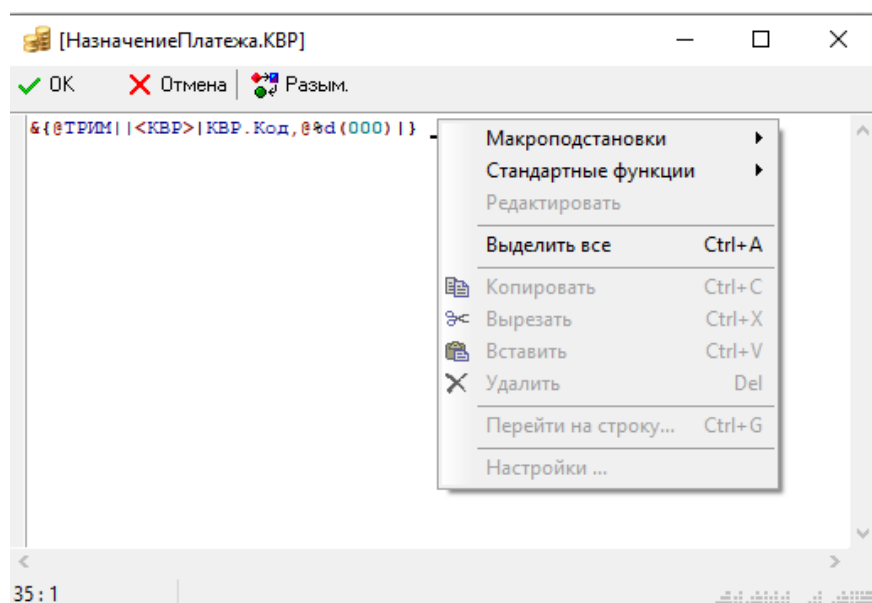 [НазначениеПлатежа.КВР]
ОК Отмена Разым.
&{@ТРИМ||<КВР>|КВР.Код,@%d(000)|}
Макроподстановки
Стандартные функции
Редактировать
Выделить все Ctrl+A
Копировать Ctrl+C
Вырезать Ctrl+X
Вставить Ctrl+V
Удалить Del
Перейти на строку... Ctrl+G
Настройки ...
35:1